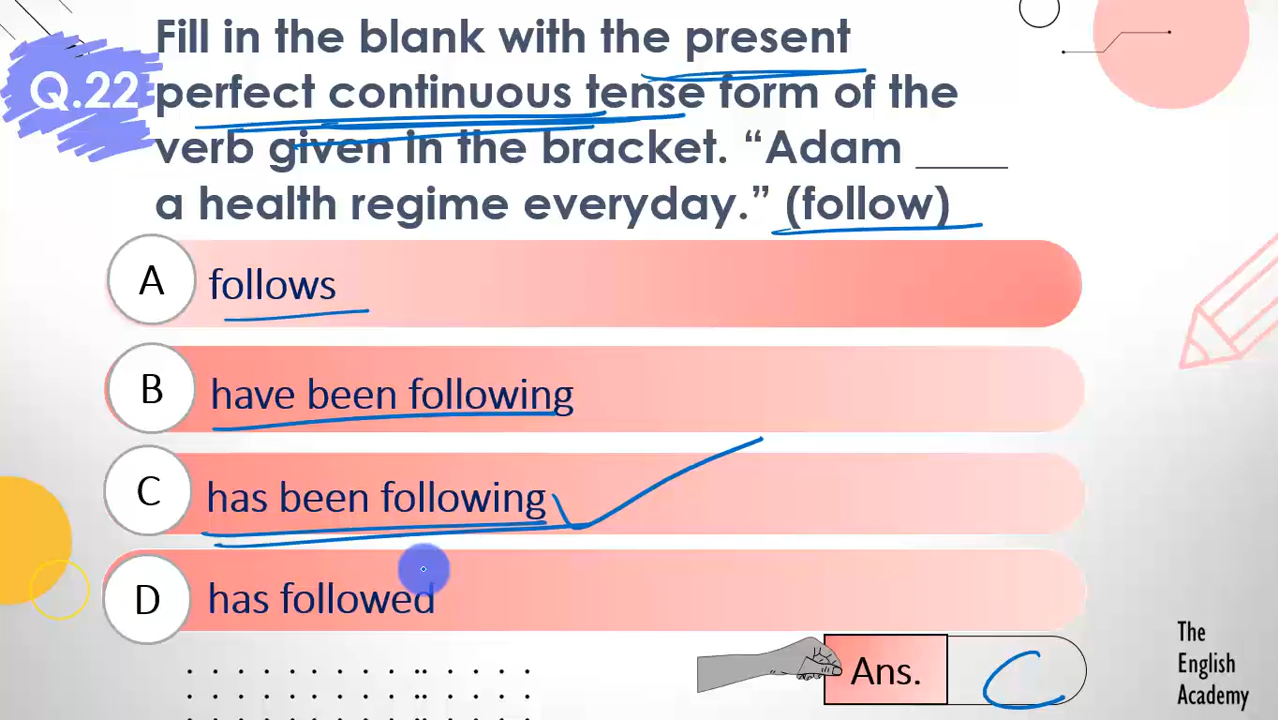 Fill in the blank with the present
Q.22 perfect continuous tense form of the
verb given in the bracket. “Adam ____
a health regime everyday.” (follow)
A follows
B have been following
C has been following
D has followed
Ans. C
The
English
Academy